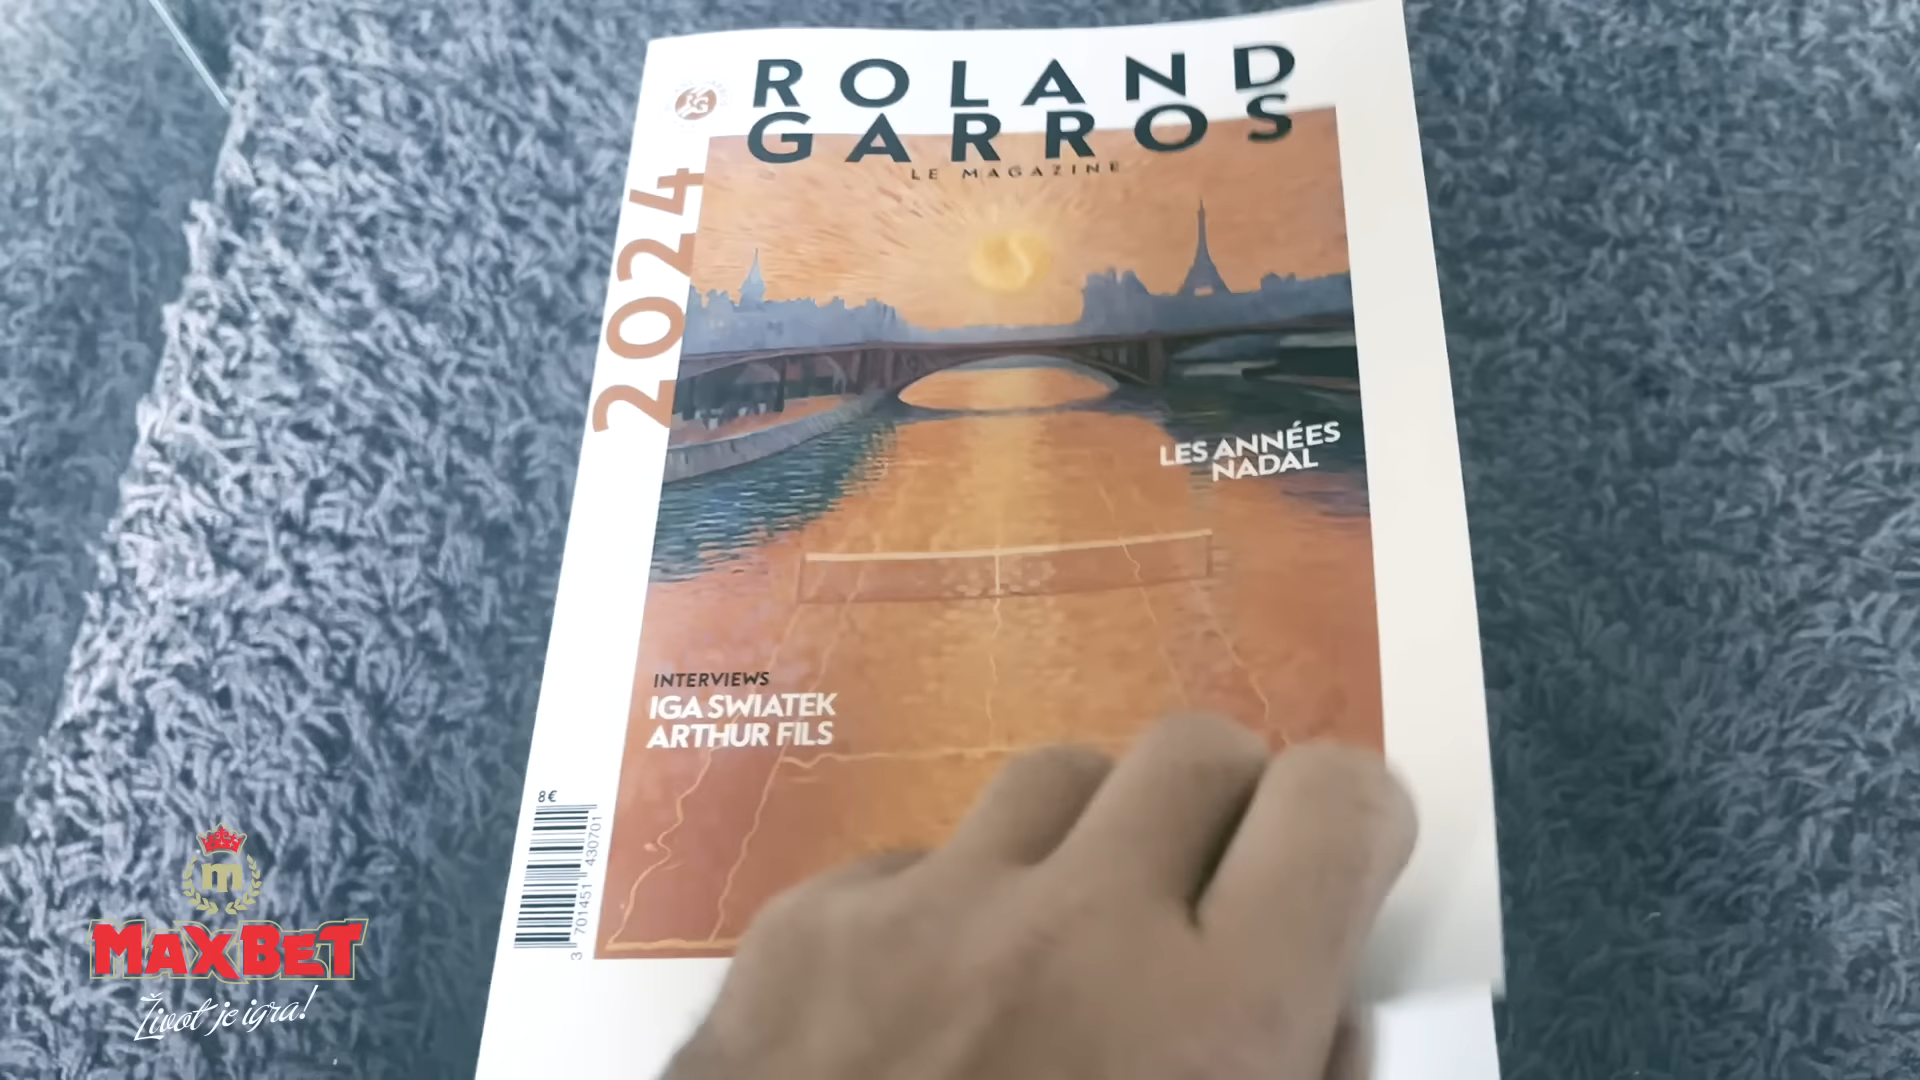 ROLAND
GARROS
LE MAGAZINE
RG
2024
LES ANNÉES
NADAL
INTERVIEWS
IGA SWIATEK
ARTHUR FILS
8€
3 701451 430701
m
MAXBET
Život je igra!